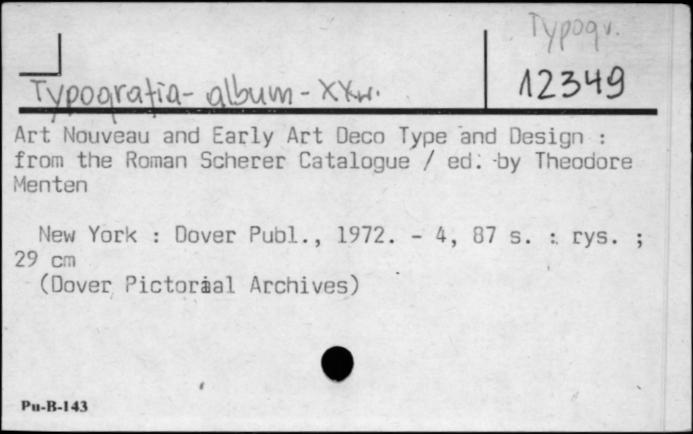 Typogr.
Typografia - album - XX w.
12349
Art Nouveau and Early Art Deco Type and Design :
from the Roman Scherer Catalogue / ed. by Theodore
Menten
New York : Dover Publ., 1972. - 4, 87 s. : rys. ;
29 cm
(Dover Pictorial Archives)
Pu-B-143